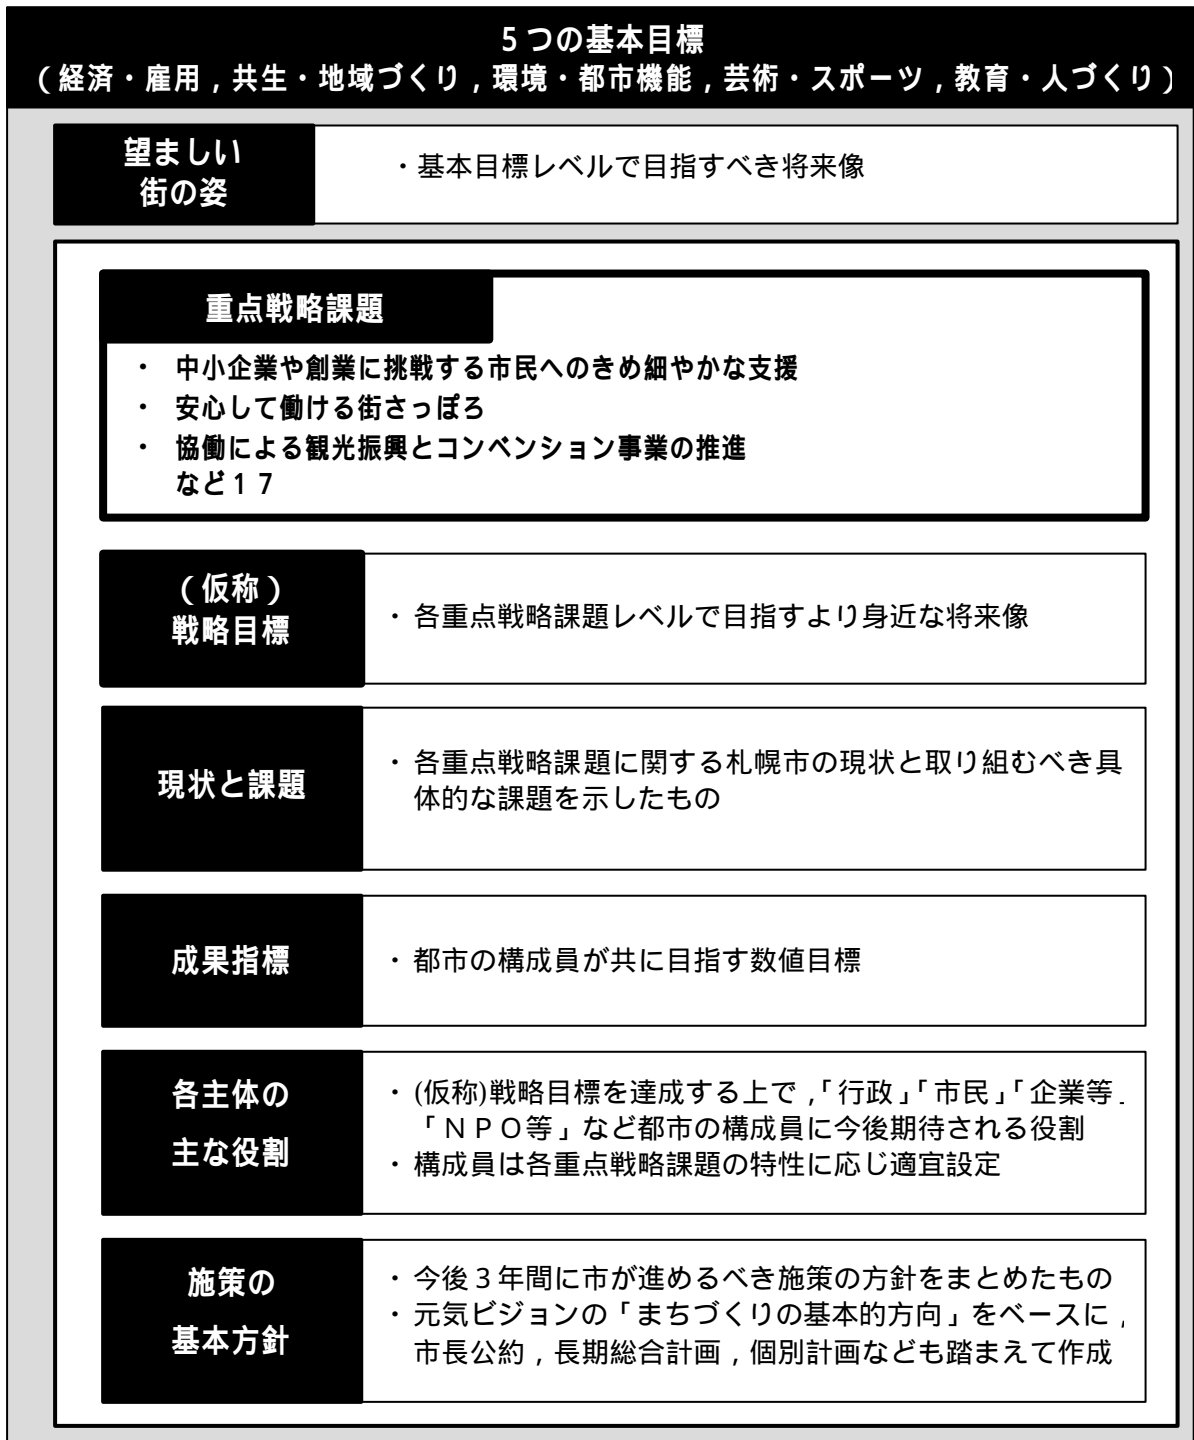 5つの基本目標
(経済・雇用,共生・地域づくり,環境・都市機能,芸術・スポーツ,教育・人づくり)
望ましい
街の姿
・基本目標レベルで目指すべき将来像
重点戦略課題
・ 中小企業や創業に挑戦する市民へのきめ細やかな支援
・ 安心して働ける街さっぽろ
・ 協働による観光振興とコンベンション事業の推進
など17
(仮称)
戦略目標
・各重点戦略課題レベルで目指すより身近な将来像
現状と課題
・各重点戦略課題に関する札幌市の現状と取り組むべき具
体的な課題を示したもの
成果指標
・都市の構成員が共に目指す数値目標
各主体の
主な役割
・(仮称)戦略目標を達成する上で,「行政」「市民」「企業等」
「NPO等」など都市の構成員に今後期待される役割
・構成員は各重点戦略課題の特性に応じ適宜設定
施策の
基本方針
・今後3年間に市が進めるべき施策の方針をまとめたもの
・元気ビジョンの「まちづくりの基本的方向」をベースに,
市長公約,長期総合計画,個別計画なども踏まえて作成